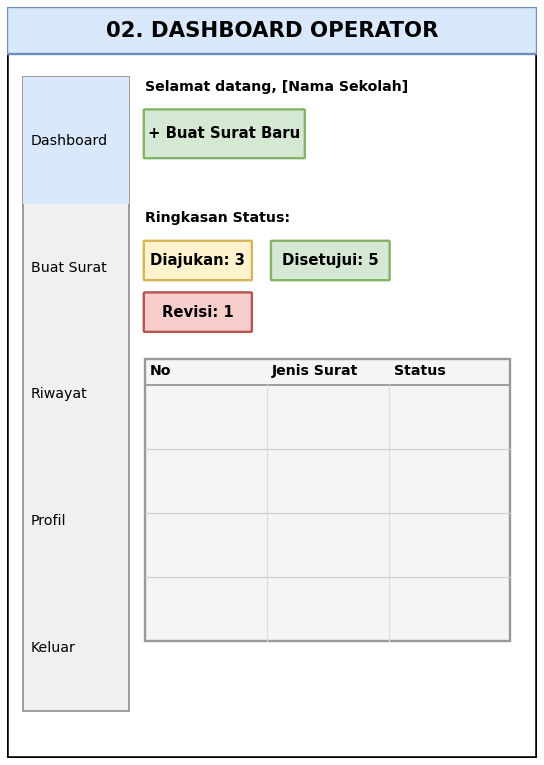 02. DASHBOARD OPERATOR
Dashboard
Buat Surat
Riwayat
Profil
Keluar
Selamat datang, [Nama Sekolah]
+ Buat Surat Baru
Ringkasan Status:
Diajukan: 3 Disetujui: 5
Revisi: 1
No Jenis Surat Status